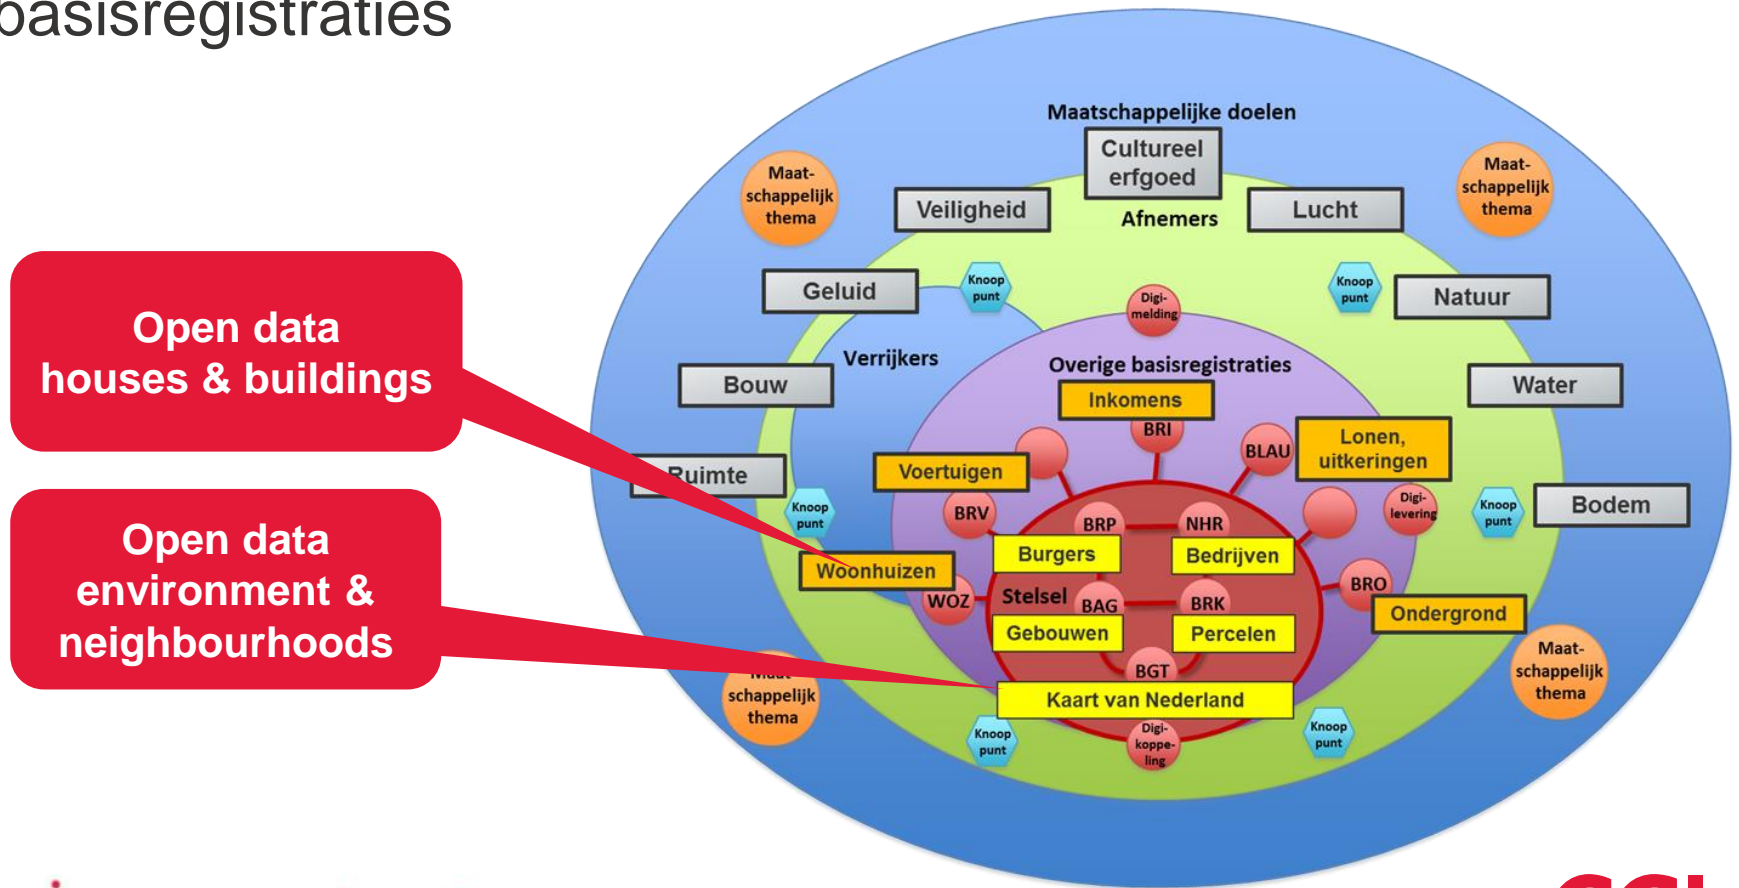 basisregistraties
Maatschappelijke doelen
Cultureel
erfgoed
Maat-
schappelijk
thema
Maat-
schappelijk
thema
Veiligheid
Afnemers
Lucht
Geluid
Knoop
punt
Digi-
melding
Knoop
punt
Natuur
Open data
houses & buildings
Bouw
Verrijkers
Overige basisregistraties
Water
Inkomens
BRI
Voertuigen
BLAU
Lonen,
uitkeringen
Ruimte
Knoop
punt
BRV
BRP
NHR
Digi-
levering
Knoop
punt
Bodem
Open data
environment &
neighbourhoods
Burgers
Bedrijven
Woonhuizen
WOZ
Stelsel
BAG
BRK
BRO
Gebouwen
Percelen
Ondergrond
BGT
Kaart van Nederland
Maat-
schappelijk
thema
Maat-
schappelijk
thema
Knoop
punt
Digi-
koppe-
ling
Knoop
punt